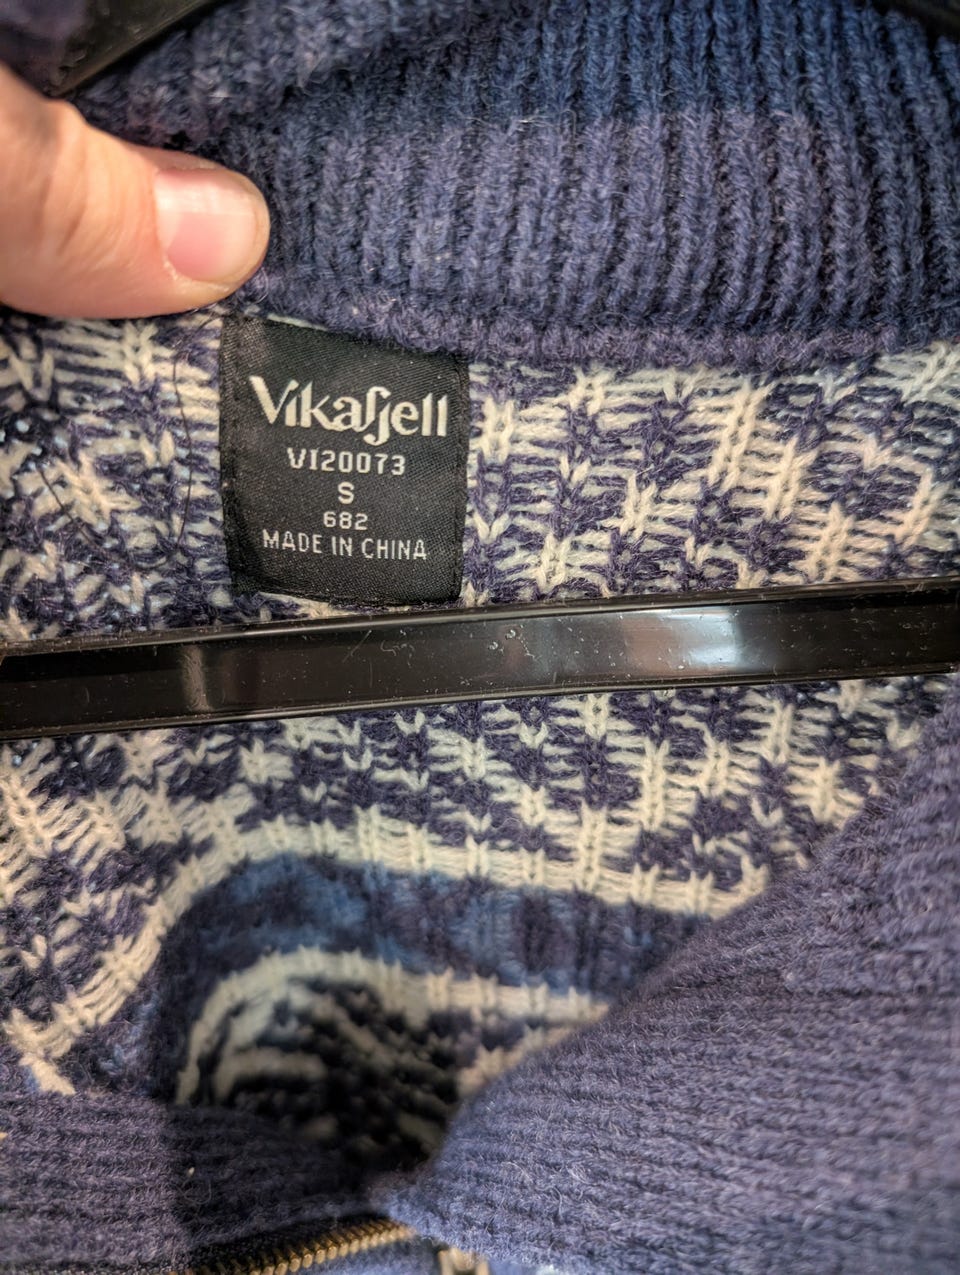 Vikafjell
VI20073
S
682
MADE IN CHINA